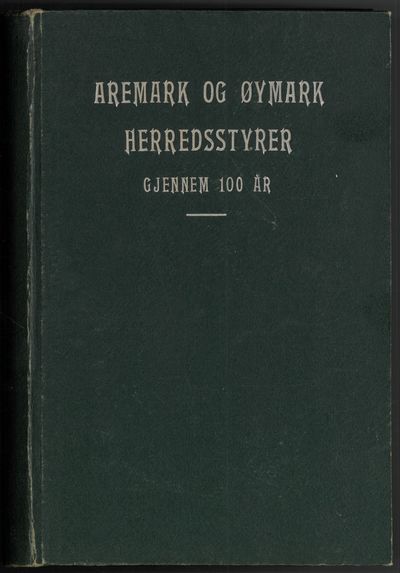 AREMARK OG ØYMARK
HERREDSSTYRER
GJENNEM 100 ÅR